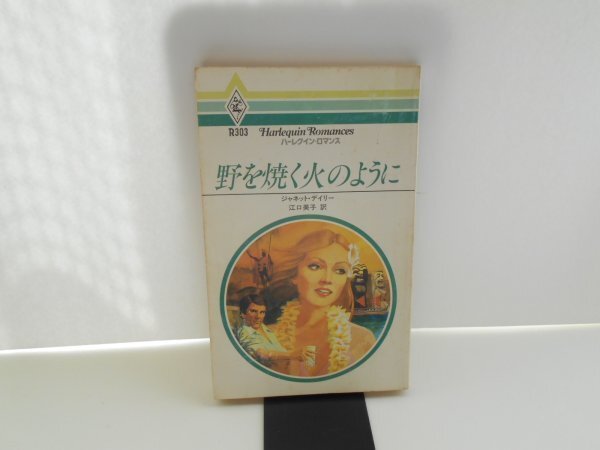 R303
Harlequin Romances
ハーレクイン・ロマンス
野を焼く火のように
ジャネット・デイリー
江口美子 訳